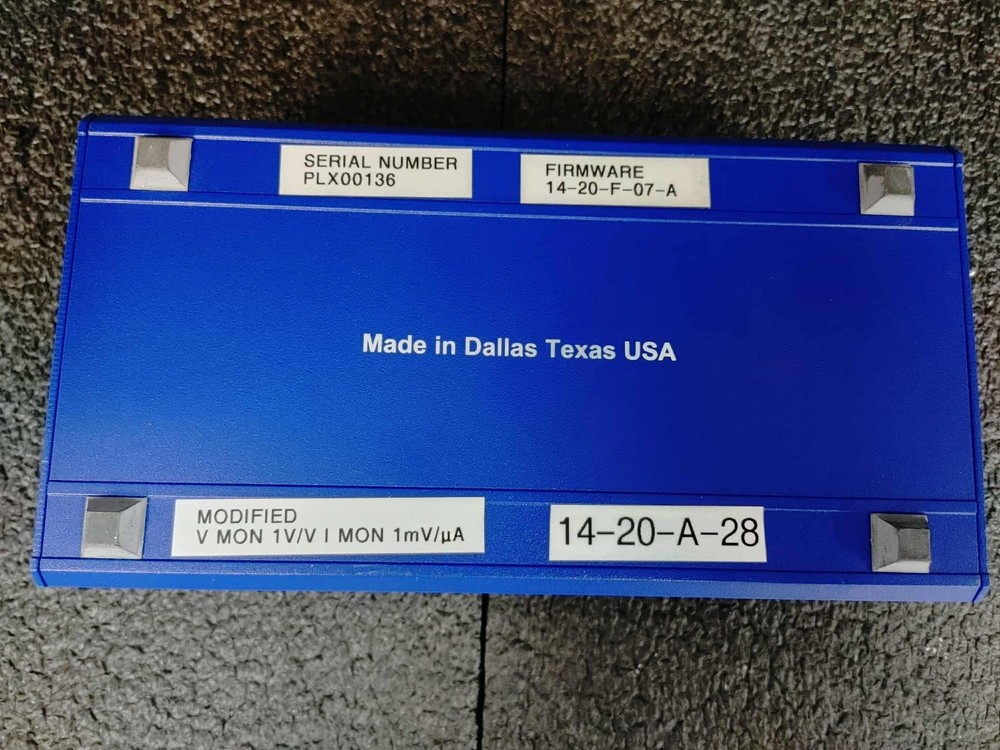 SERIAL NUMBER
PLX00136
FIRMWARE
14-20-F-07-A
Made in Dallas Texas USA
MODIFIED
V MON 1V/V I MON 1mV/µA
14-20-A-28